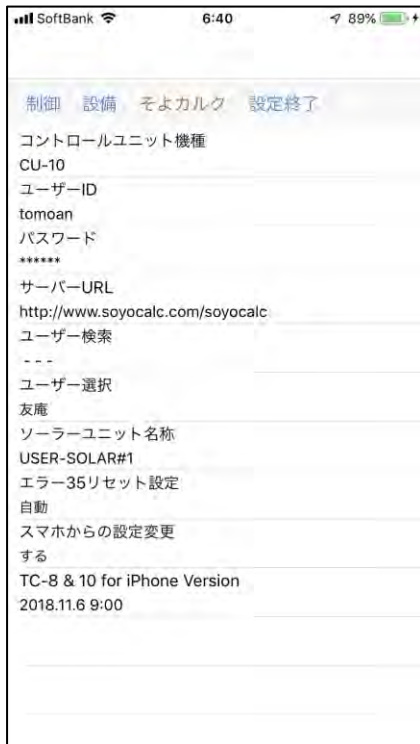 SoftBank 6:40 89%
制御 設備 そよカルク 設定終了
コントロールユニット機種
CU-10
ユーザーID
tomoan
パスワード
******
サーバーURL
http://www.soyocalc.com/soyocalc
ユーザー検索
- - -
ユーザー選択
友庵
ソーラーユニット名称
USER-SOLAR#1
エラー35リセット設定
自動
スマホからの設定変更
する
TC-8 & 10 for iPhone Version
2018.11.6 9:00